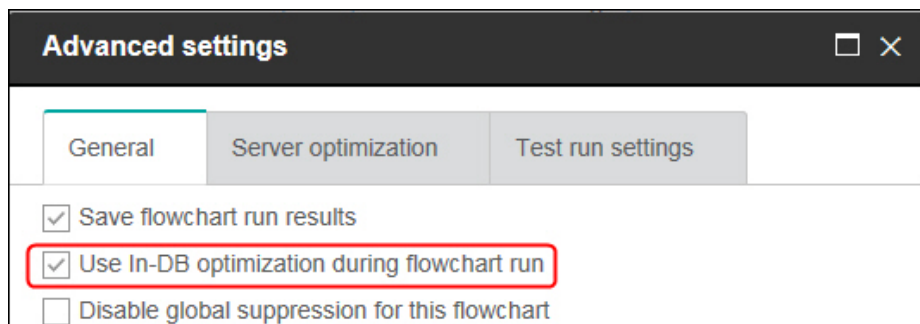 Advanced settings
General Server optimization Test run settings
Save flowchart run results
Use In-DB optimization during flowchart run
Disable global suppression for this flowchart